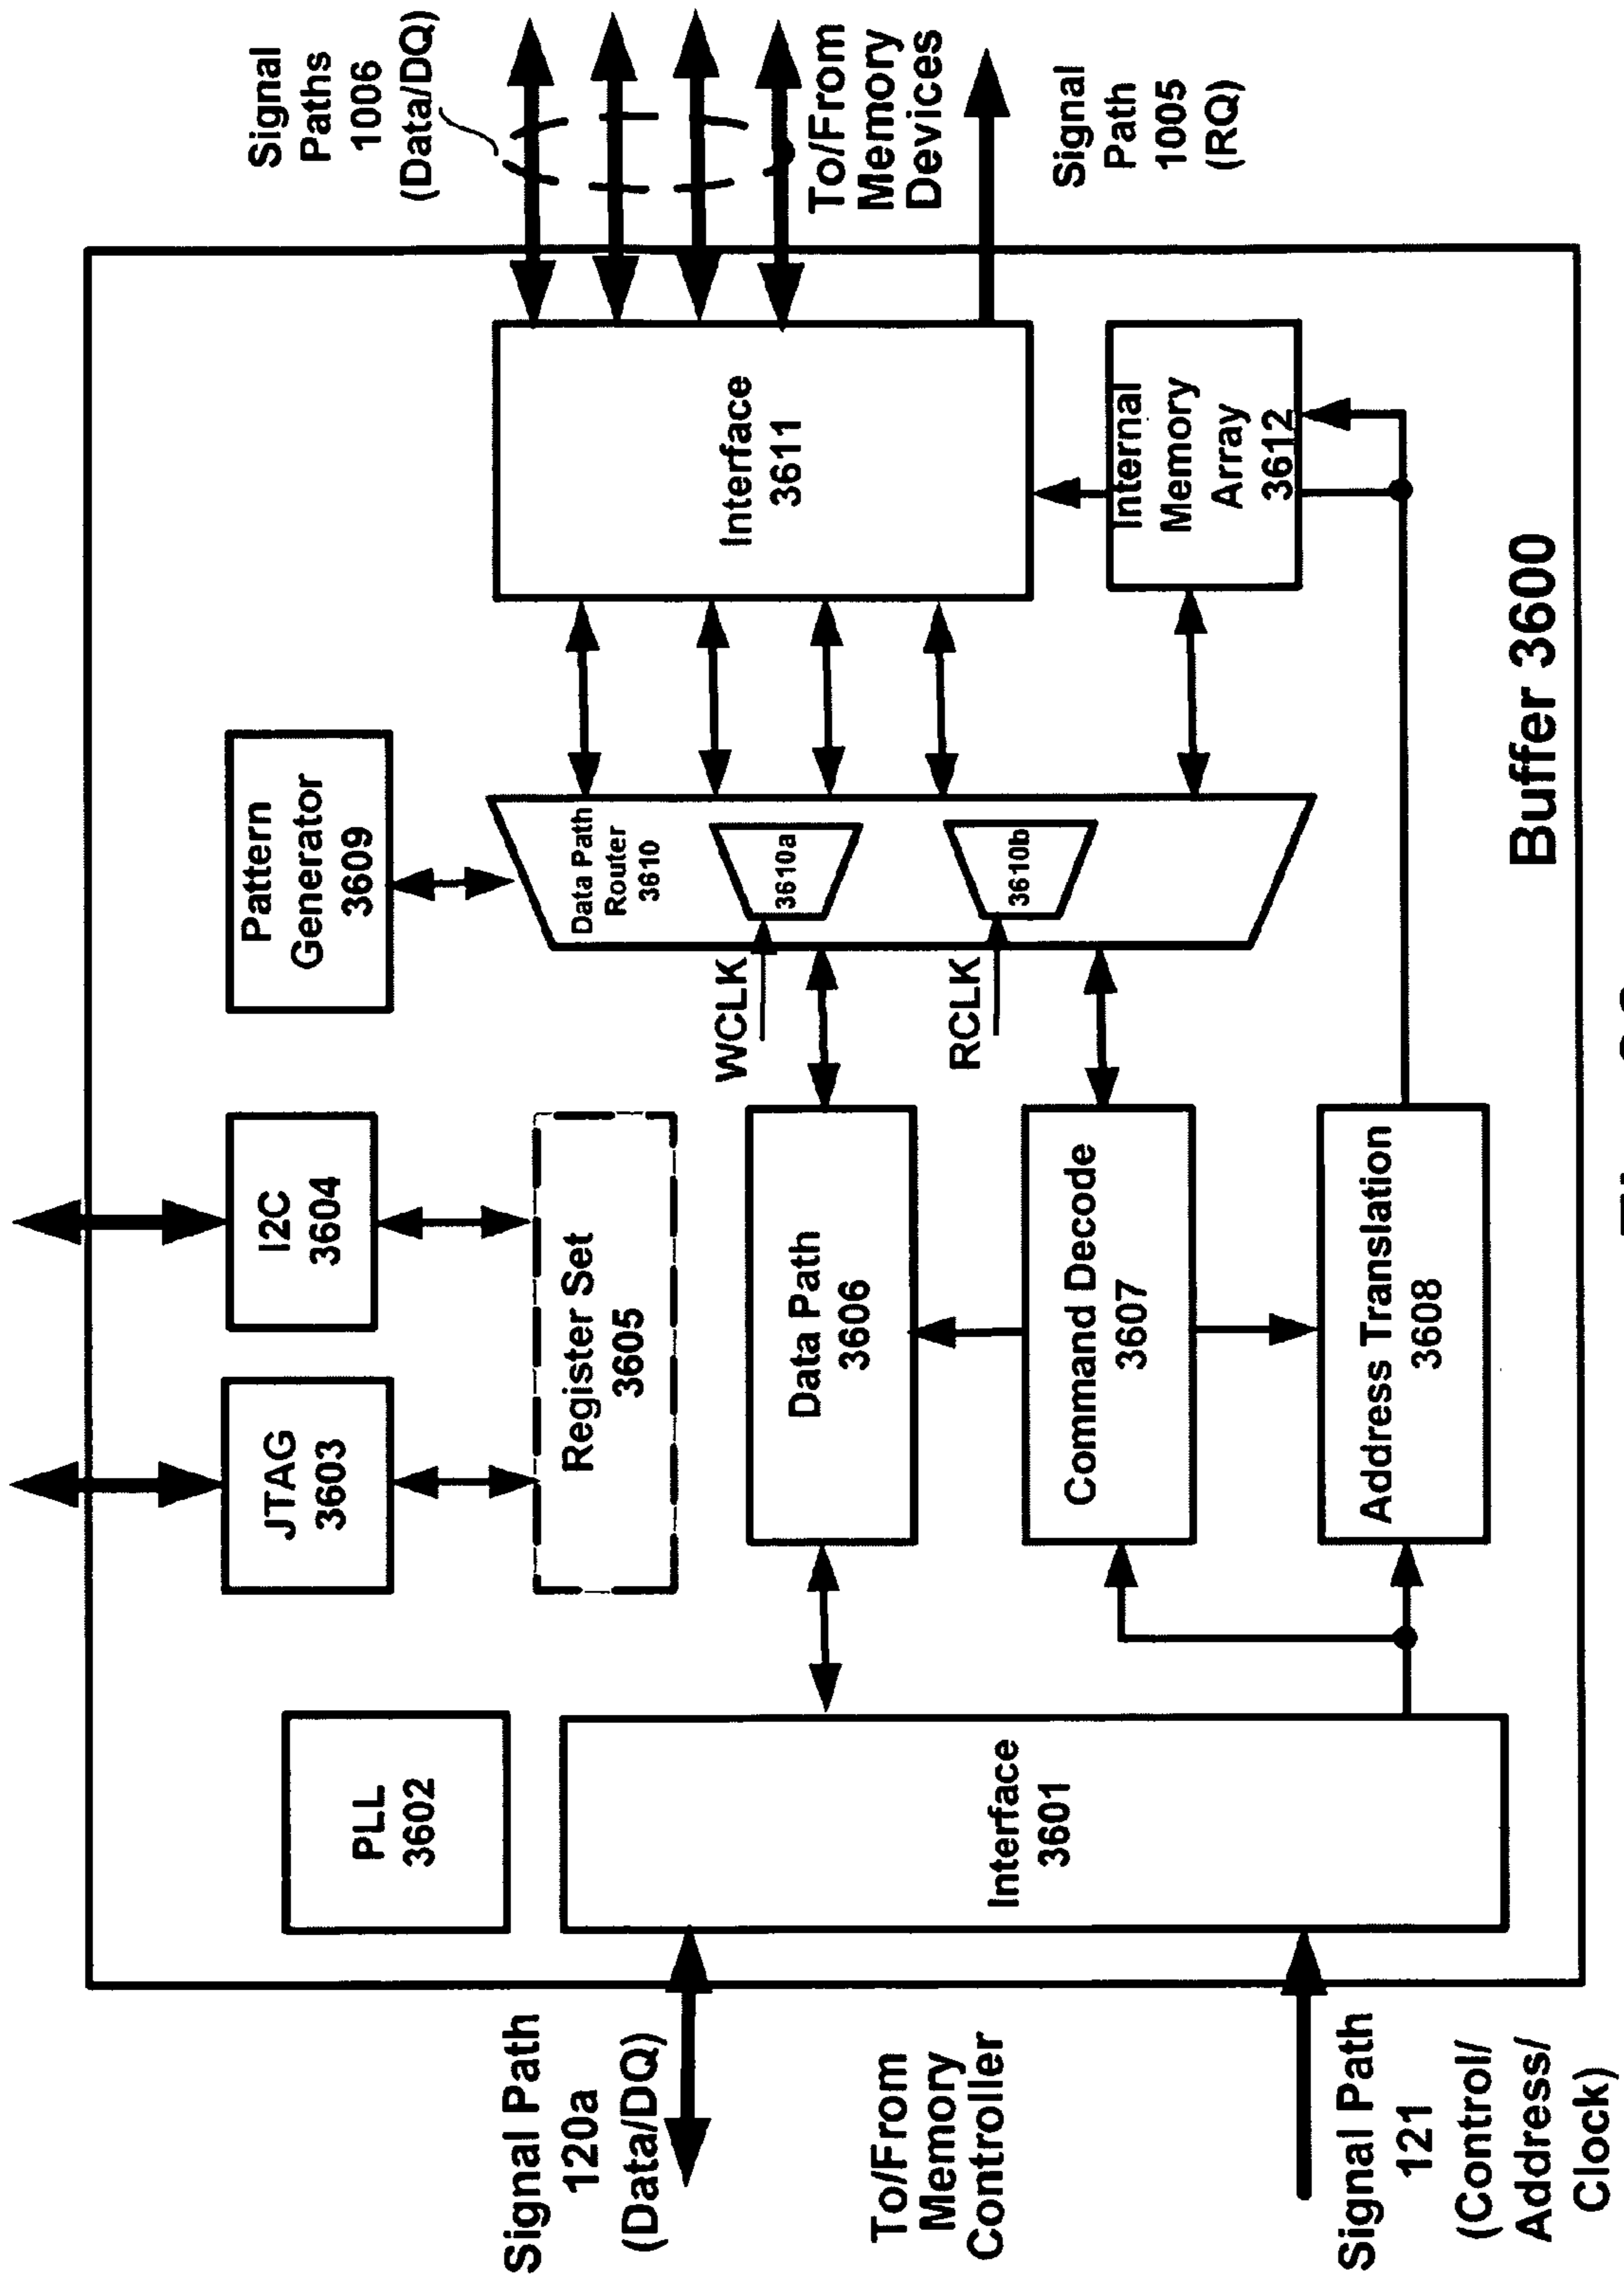 Signal
Paths
1006
(Data/DQ)
To/From
Memory
Devices
Signal
Path
1005
(RQ)
Interface
3611
Internal
Memory
Array
3612
Pattern
Generator
3609
Data Path
Router
3610
3610a
3610b
WCLK
RCLK
I2C
3604
JTAG
3603
Register Set
3605
Data Path
3606
Command Decode
3607
Address Translation
3608
PLL
3602
Interface
3601
Signal Path
120a
(Data/DQ)
To/From
Memory
Controller
Signal Path
121
(Control/
Address/
Clock)
Buffer 3600